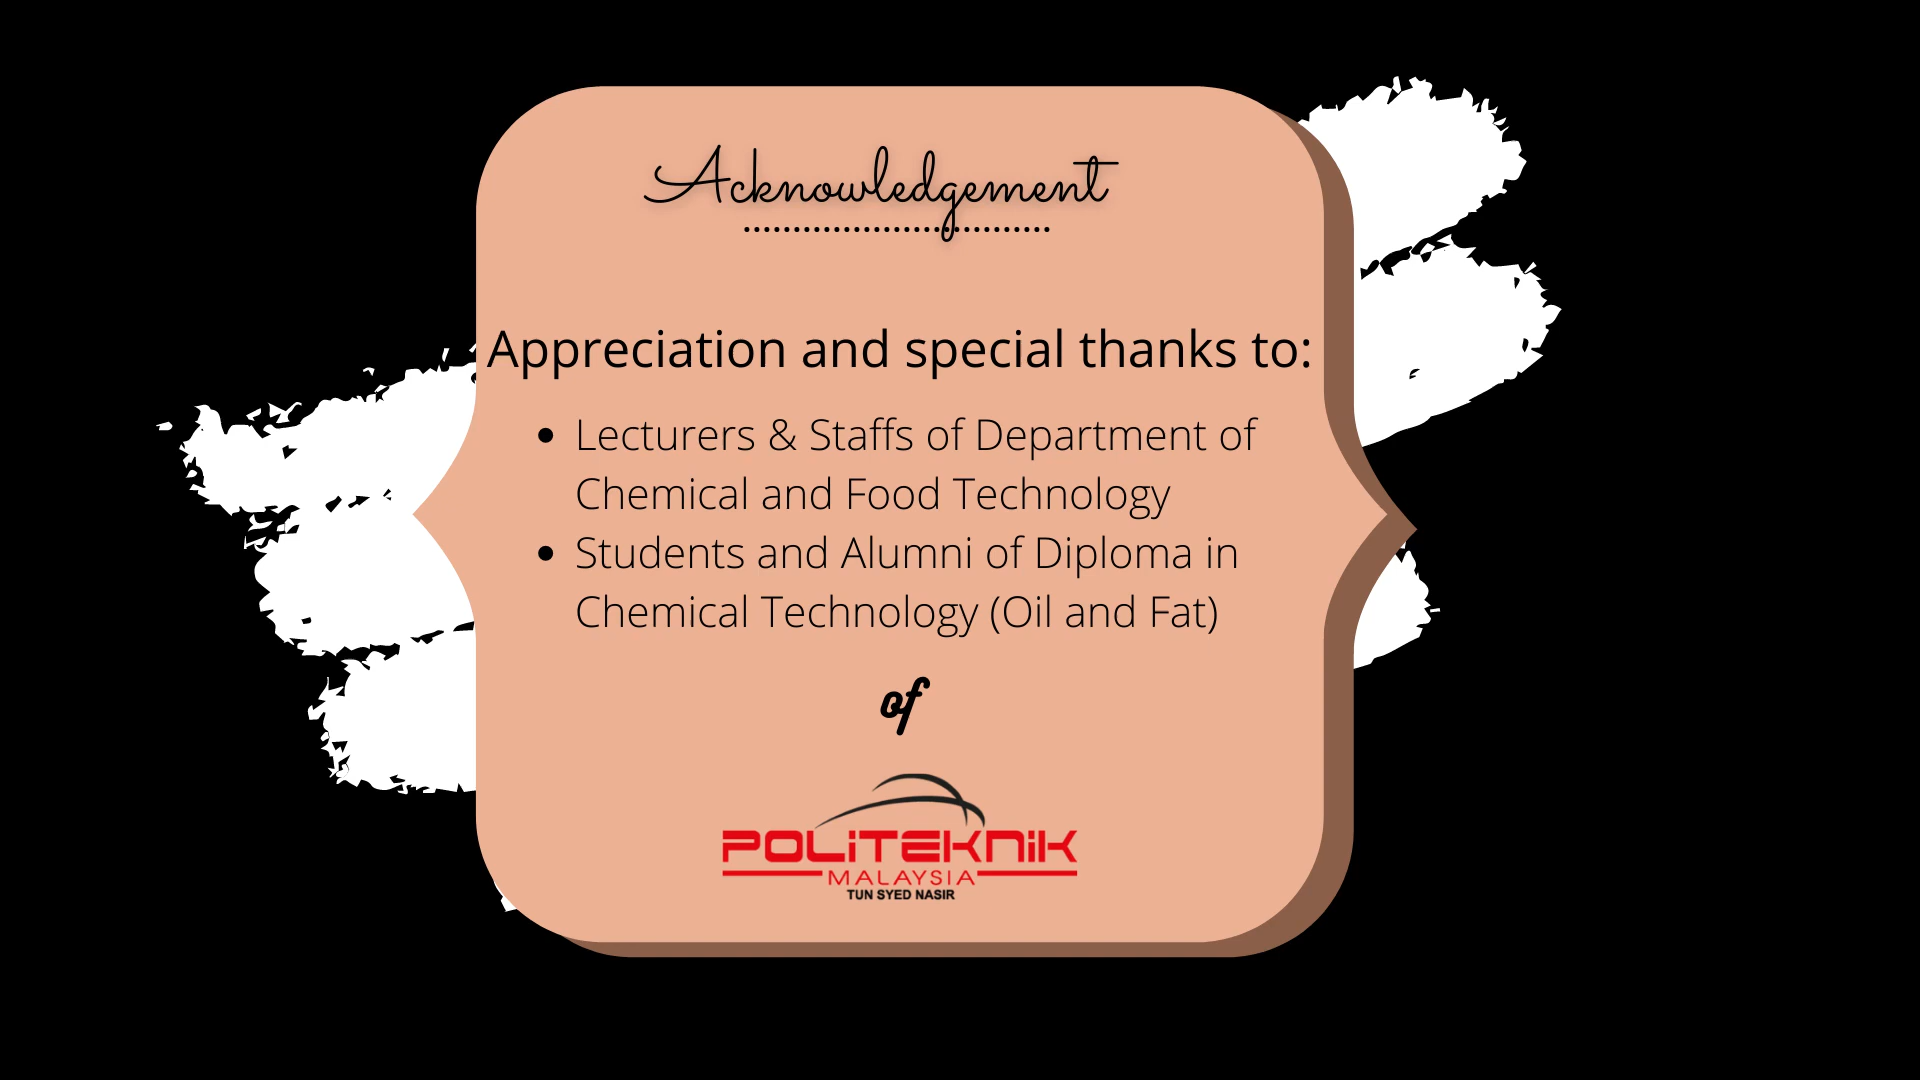 Acknowledgement
Appreciation and special thanks to:
• Lecturers & Staffs of Department of
Chemical and Food Technology
• Students and Alumni of Diploma in
Chemical Technology (Oil and Fat)
of
POLITEKNIK
MALAYSIA
TUN SYED NASIR